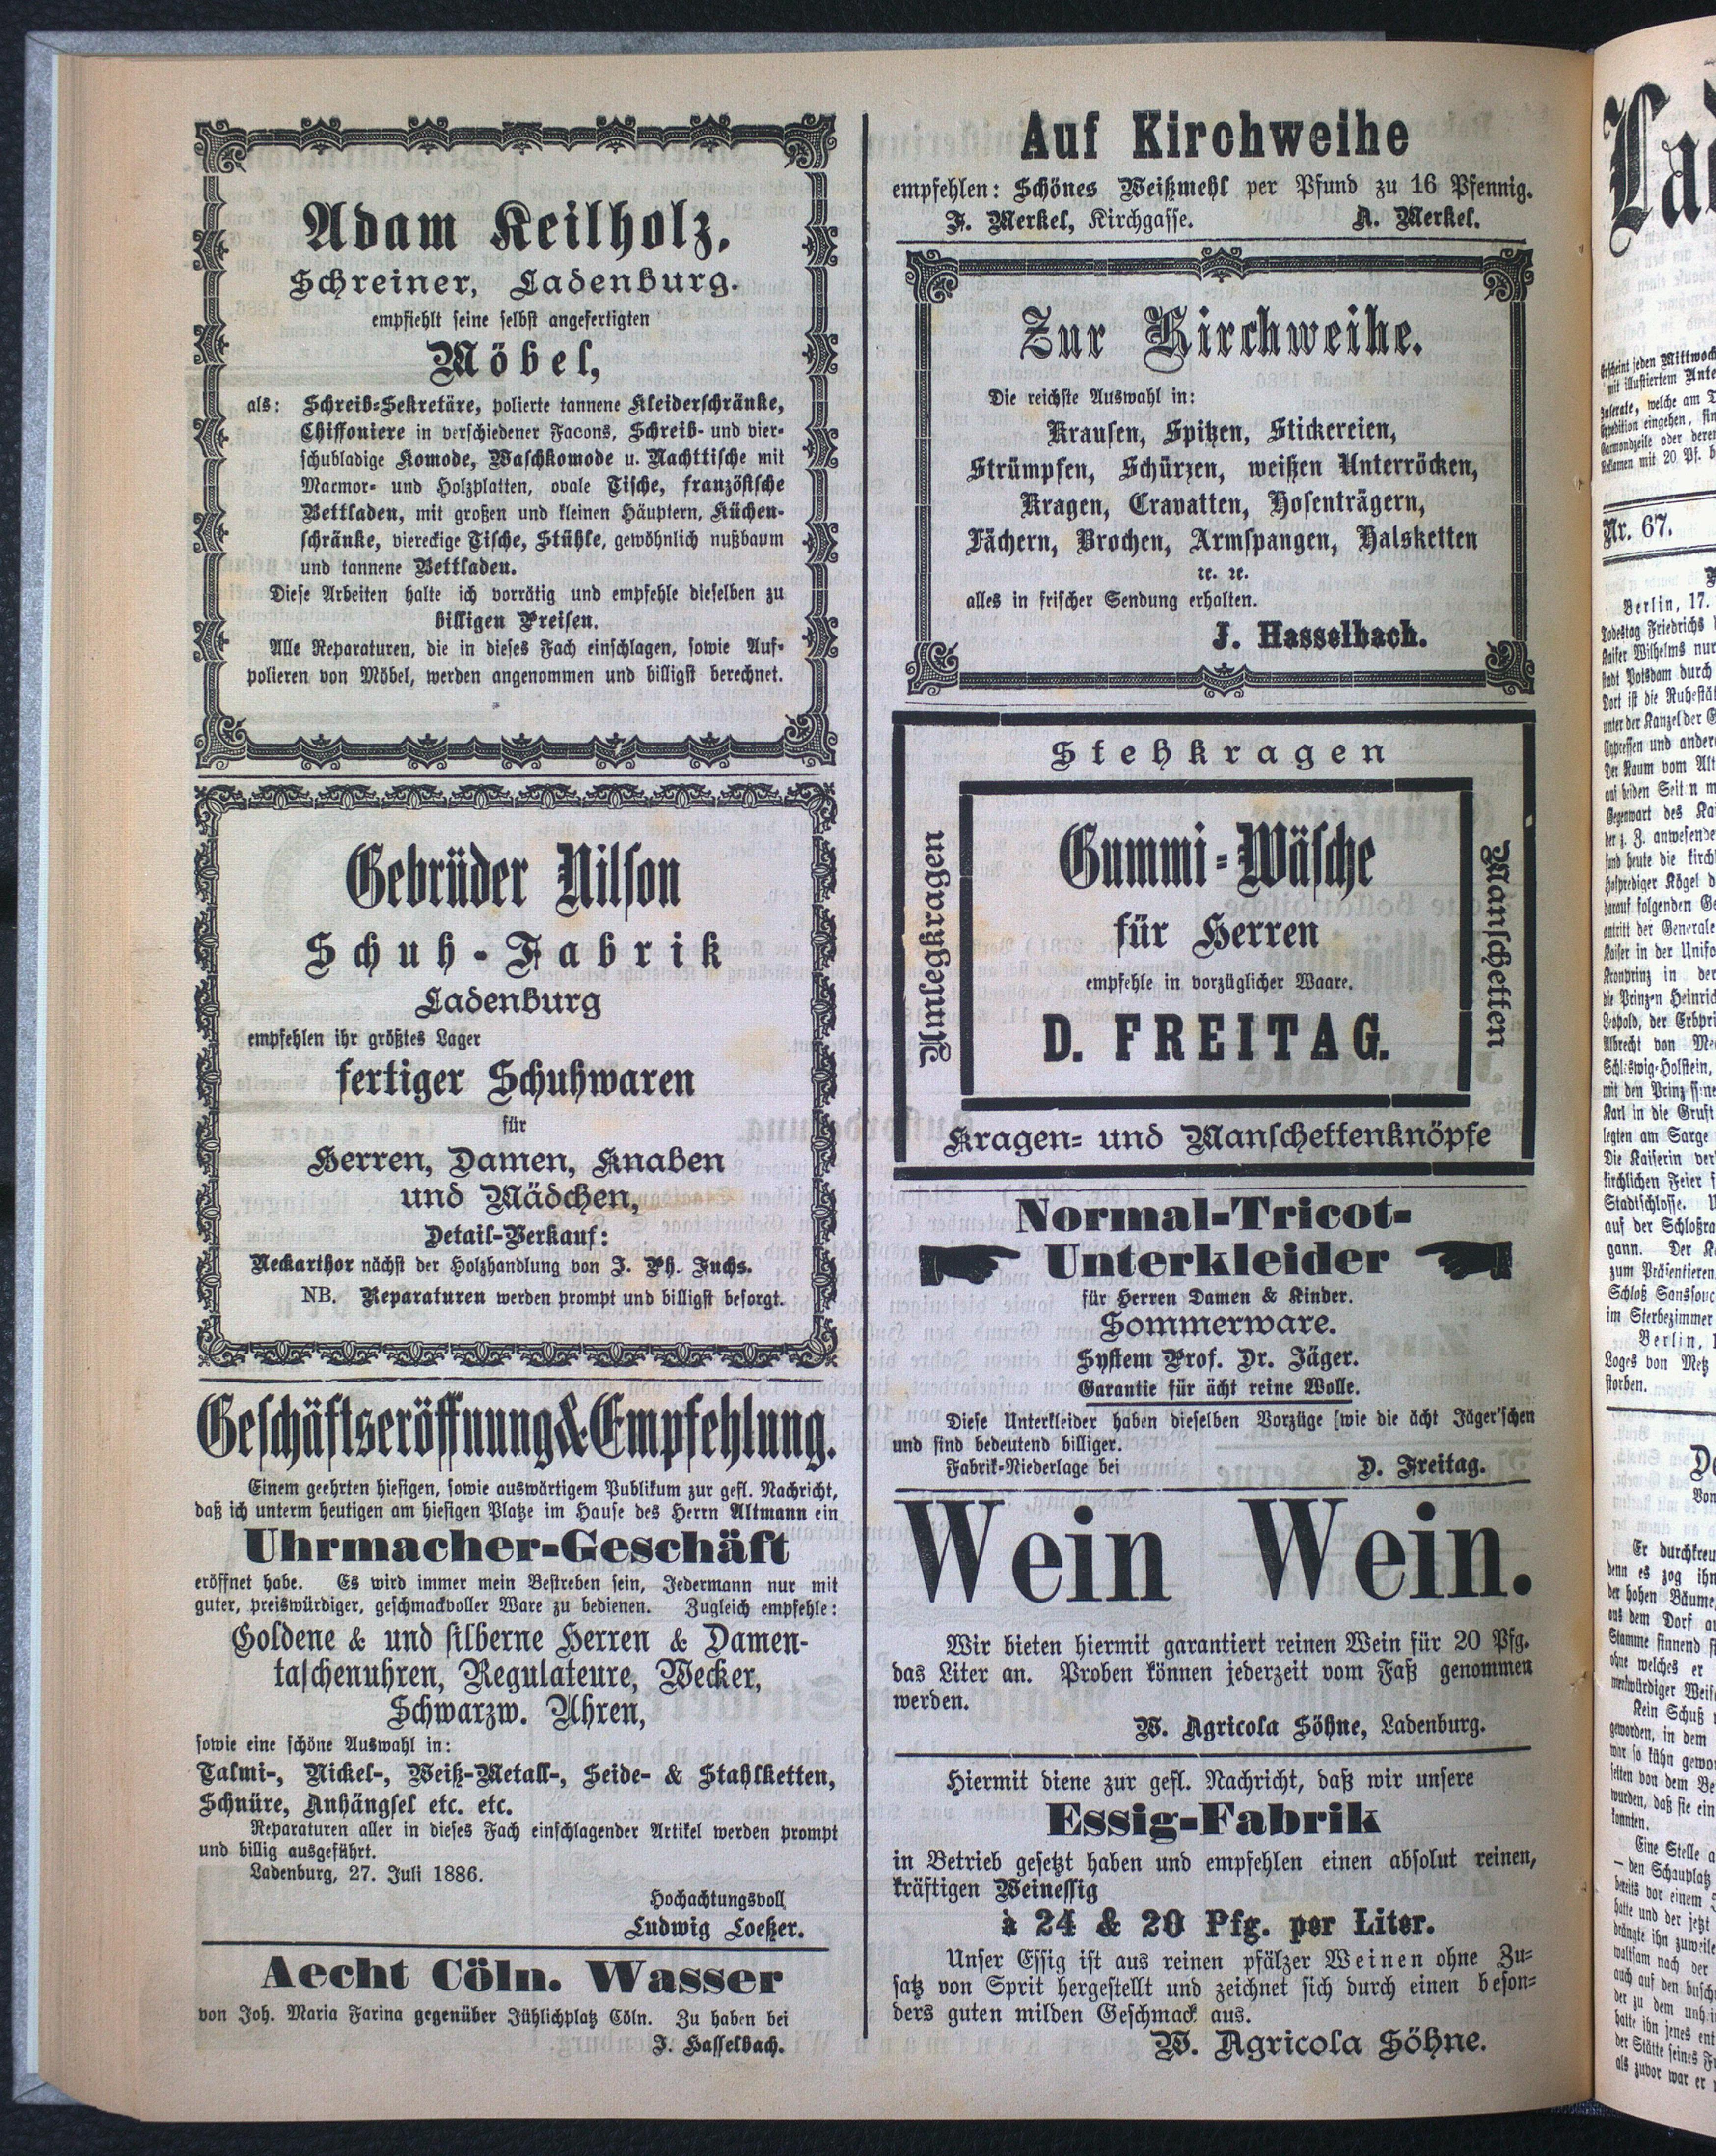 Adam Keilholz,
Schreiner, Ladenburg.
empfiehlt seine selbst angefertigten
Möbel,
als: Schreib-Sekretäre, polierte tannene Kleiderschränke,
Chiffoniere in verschiedener Facons, Schreib- und vier-
schubladige Komode, Waschkomode u. Nachttische mit
Marmor- und Holzplatten, ovale Tische, französische
Bettladen, mit großen und kleinen Häuptern, Küchen-
schränke, viereckige Tische, Stühle, gewöhnlich nußbaum
und tannene Bettladen.
Diese Arbeiten halte ich vorrätig und empfehle dieselben zu
billigen Preisen.
Alle Reparaturen, die in dieses Fach einschlagen, sowie Auf-
polieren von Möbel, werden angenommen und billigst berechnet.
Gebrüder Nilson
Schuh-Fabrik
Ladenburg
empfehlen ihr größtes Lager
fertiger Schuhwaren
für
Herren, Damen, Knaben
und Mädchen,
Detail-Verkauf:
Neckarthor nächst der Holzhandlung von J. Ph. Fuchs.
NB. Reparaturen werden prompt und billigst besorgt.
Geschäftseröffnung & Empfehlung.
Einem geehrten hiesigen, sowie auswärtigem Publikum zur gefl. Nachricht,
daß ich unterm heutigen am hiesigen Platze im Hause des Herrn Altmann ein
Uhrmacher-Geschäft
eröffnet habe. Es wird immer mein Bestreben sein, Jedermann nur mit
guter, preiswürdiger, geschmackvoller Ware zu bedienen. Zugleich empfehle:
Goldene & und silberne Herren & Damen-
taschenuhren, Regulateure, Wecker,
Schwarzw. Uhren,
sowie eine schöne Auswahl in:
Talmi-, Nickel-, Weiß-Metall-, Seide- & Stahlketten,
Schnüre, Anhängsel etc. etc.
Reparaturen aller in dieses Fach einschlagender Artikel werden prompt
und billig ausgeführt.
Ladenburg, 27. Juli 1886.
Hochachtungsvoll
Ludwig Loeßer.
Aecht Cöln. Wasser
von Joh. Maria Farina gegenüber Jühlichplatz Cöln. Zu haben bei
J. Hasselbach.
Auf Kirchweihe
empfehlen: Schönes Weißmehl per Pfund zu 16 Pfennig.
J. Merkel, Kirchgasse. A. Merkel.
Zur Kirchweihe.
Die reichste Auswahl in:
Krausen, Spitzen, Stickereien,
Strümpfen, Schürzen, weißen Unterröcken,
Kragen, Cravatten, Hosenträgern,
Fächern, Brochen, Armspangen, Halsketten
ꝛc. ꝛc.
alles in frischer Sendung erhalten.
J. Hasselbach.
Stehkragen
Umlegkragen
Gummi-Wäsche
für Herren
empfehle in vorzüglicher Waare.
D. FREITAG.
Manschetten
Kragen- und Manschettenknöpfe
Normal-Tricot-
Unterkleider
für Herren Damen & Kinder.
Sommerware.
System Prof. Dr. Jäger.
Garantie für ächt reine Wolle.
Diese Unterkleider haben dieselben Vorzüge [wie die ächt Jäger'schen
und sind bedeutend billiger.
Fabrik-Niederlage bei D. Freitag.
Wein Wein.
Wir bieten hiermit garantiert reinen Wein für 20 Pfg.
das Liter an. Proben können jederzeit vom Faß genommen
werden.
W. Agricola Söhne, Ladenburg.
Hiermit diene zur gefl. Nachricht, daß wir unsere
Essig-Fabrik
in Betrieb gesetzt haben und empfehlen einen absolut reinen,
kräftigen Weinessig
à 24 & 20 Pfg. per Liter.
Unser Essig ist aus reinen pfälzer Weinen ohne Zu-
satz von Sprit hergestellt und zeichnet sich durch einen beson-
ders guten milden Geschmack aus.
W. Agricola Söhne.
Lad
Nr. 67.
Berlin, 17.